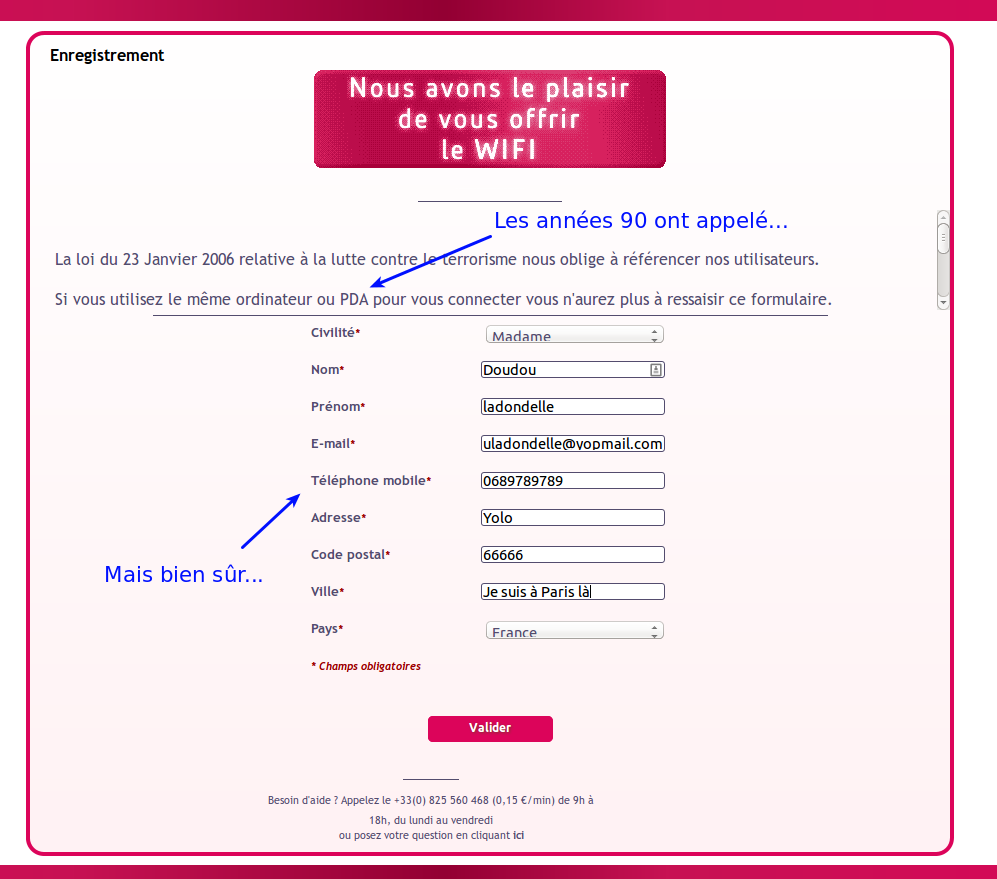 Enregistrement
Nous avons le plaisir
de vous offrir
le WIFI
Les années 90 ont appelé...
La loi du 23 Janvier 2006 relative à la lutte contre le terrorisme nous oblige à référencer nos utilisateurs.
Si vous utilisez le même ordinateur ou PDA pour vous connecter vous n'aurez plus à ressaisir ce formulaire.
Civilité* Madame
Nom* Doudou
Prénom* ladondelle
E-mail* uladondelle@yopmail.com
Téléphone mobile* 0689789789
Adresse* Yolo
Code postal* 66666
Mais bien sûr...
Ville* Je suis à Paris là
Pays* France
* Champs obligatoires
Valider
Besoin d'aide ? Appelez le +33(0) 825 560 468 (0,15 €/min) de 9h à
18h, du lundi au vendredi
ou posez votre question en cliquant ici